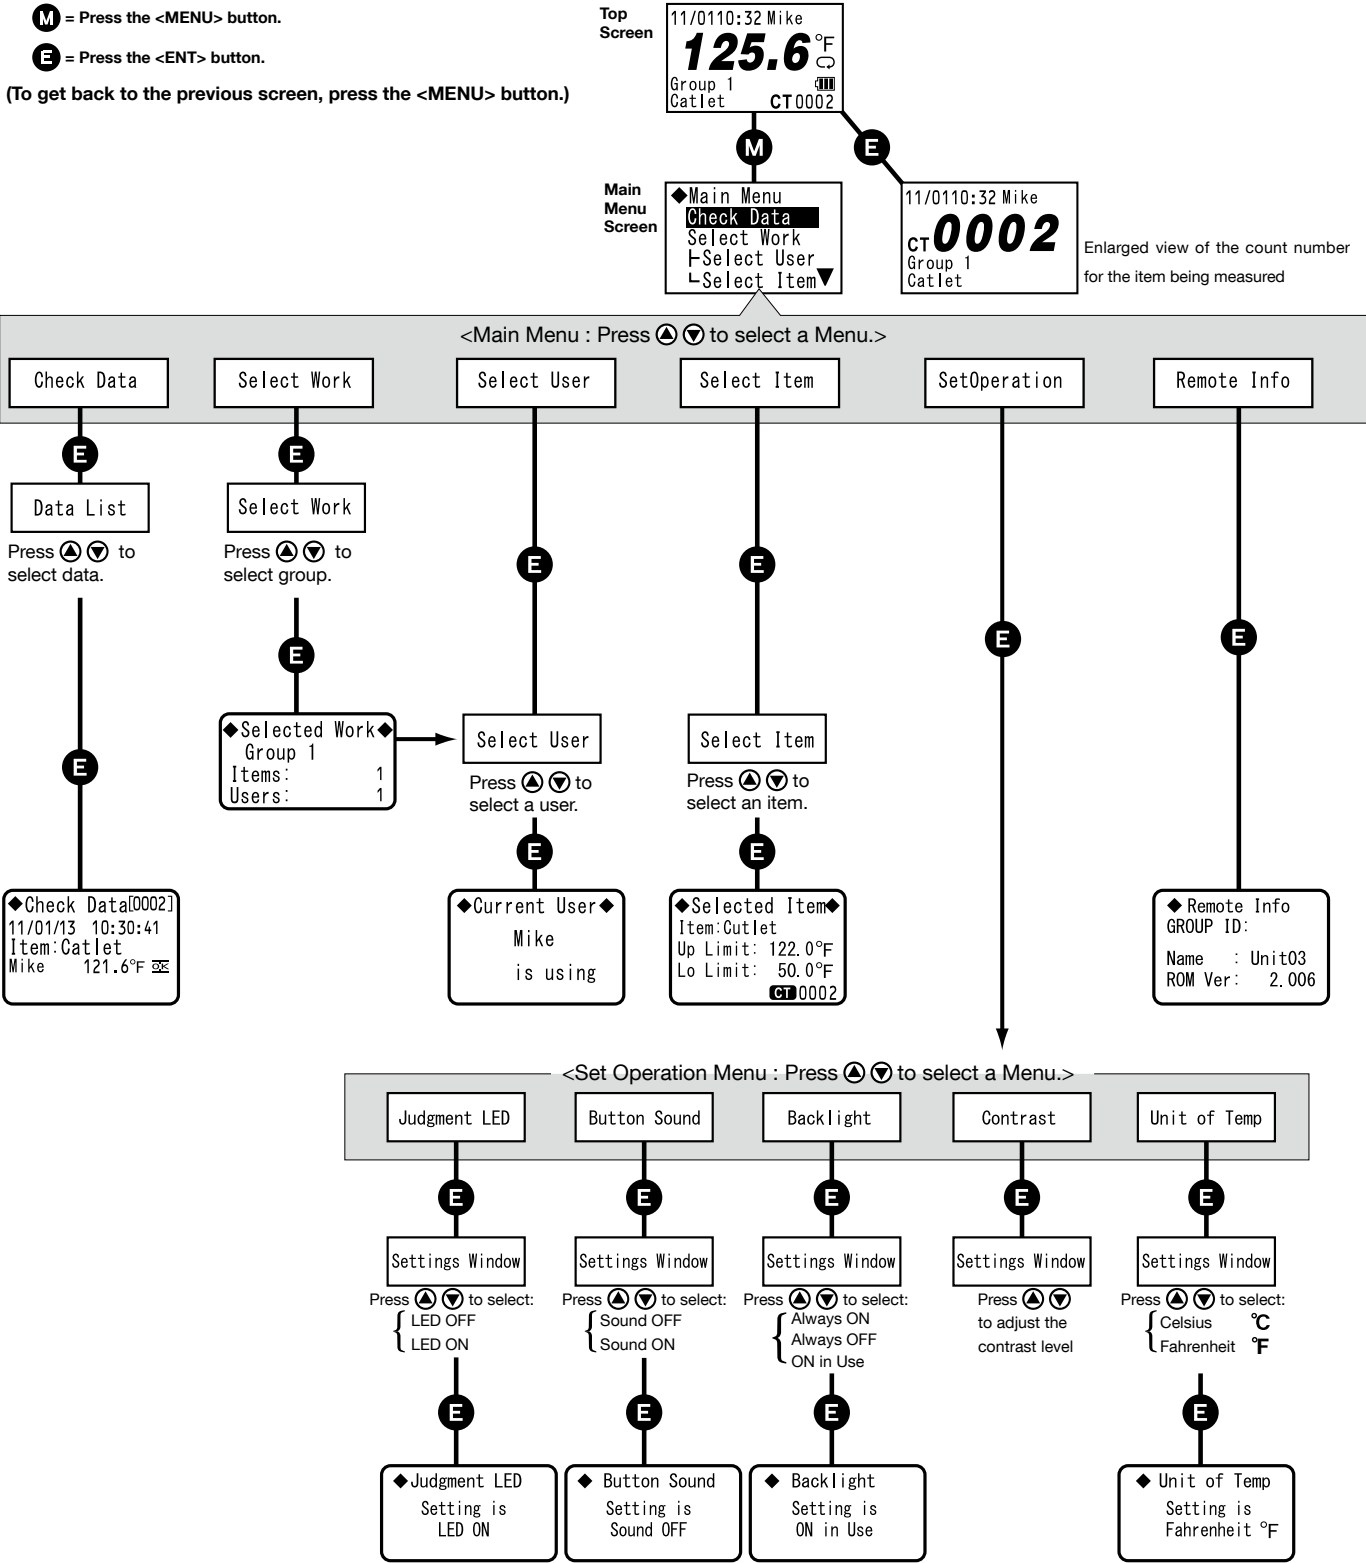 M = Press the <MENU> button.
E = Press the <ENT> button.
(To get back to the previous screen, press the <MENU> button.)
Top
Screen
11/0110:32 Mike
125.6 °F
Group 1
Catlet CT0002
M
E
Main
Menu
Screen
◆Main Menu
Check Data
Select Work
├Select User
└Select Item▼
11/0110:32 Mike
CT0002
Group 1
Catlet
Enlarged view of the count number
for the item being measured
<Main Menu : Press ▲ ▼ to select a Menu.>
Check Data
Select Work
Select User
Select Item
SetOperation
Remote Info
E
E
Data List
Select Work
Press ▲ ▼ to
select data.
Press ▲ ▼ to
select group.
E
E
E
E
E
◆Selected Work◆
Group 1
Items: 1
Users: 1
Select User
Select Item
Press ▲ ▼ to
select a user.
Press ▲ ▼ to
select an item.
E
E
E
◆Check Data[0002]
11/01/13 10:30:41
Item:Catlet
Mike 121.6°F OK
◆Current User◆
Mike
is using
◆Selected Item◆
Item:Cutlet
Up Limit: 122.0°F
Lo Limit: 50.0°F
CT 0002
◆ Remote Info
GROUP ID:
Name : Unit03
ROM Ver: 2.006
<Set Operation Menu : Press ▲ ▼ to select a Menu.>
Judgment LED
Button Sound
Backlight
Contrast
Unit of Temp
E
E
E
E
E
Settings Window
Settings Window
Settings Window
Settings Window
Settings Window
Press ▲ ▼ to select:
LED OFF
LED ON
Press ▲ ▼ to select:
Sound OFF
Sound ON
Press ▲ ▼ to select:
Always ON
Always OFF
ON in Use
Press ▲ ▼
to adjust the
contrast level
Press ▲ ▼ to select:
Celsius °C
Fahrenheit °F
E
E
E
E
◆Judgment LED
Setting is
LED ON
◆ Button Sound
Setting is
Sound OFF
◆ Backlight
Setting is
ON in Use
◆ Unit of Temp
Setting is
Fahrenheit °F